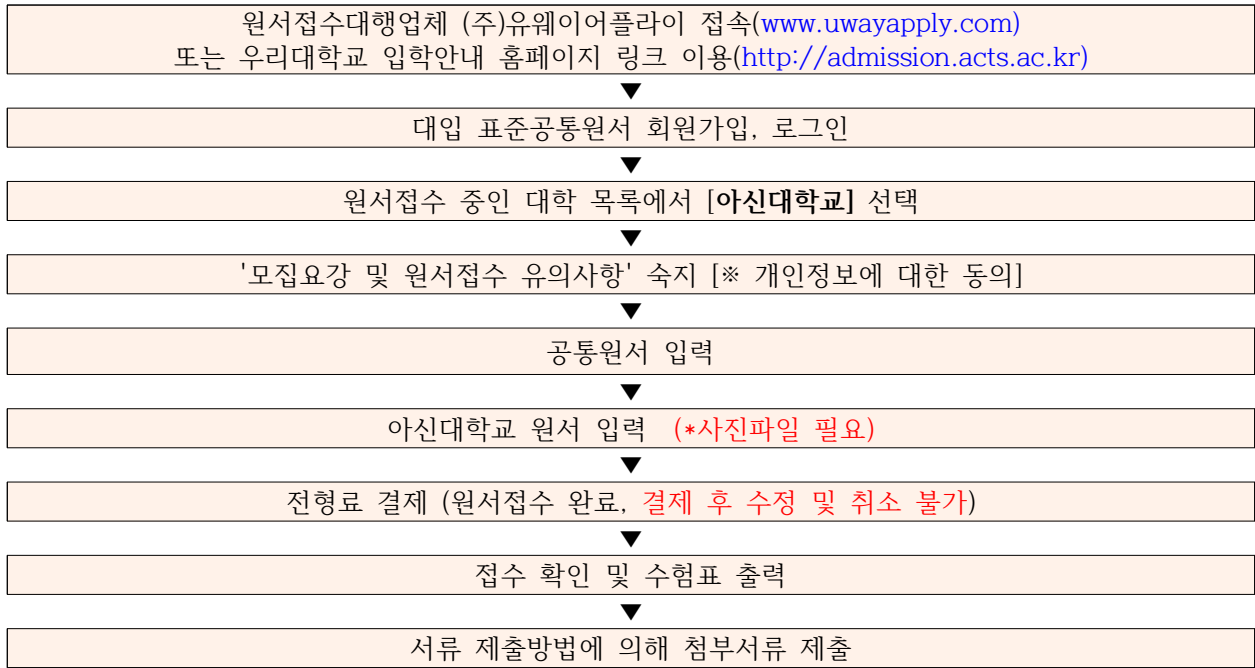 원서접수대행업체 (주)유웨이어플라이 접속(www.uwayapply.com)
또는 우리대학교 입학안내 홈페이지 링크 이용(http://admission.acts.ac.kr)
▼
대입 표준공통원서 회원가입, 로그인
▼
원서접수 중인 대학 목록에서 [아신대학교] 선택
▼
'모집요강 및 원서접수 유의사항' 숙지 [※ 개인정보에 대한 동의]
▼
공통원서 입력
▼
아신대학교 원서 입력 (*사진파일 필요)
▼
전형료 결제 (원서접수 완료, 결제 후 수정 및 취소 불가)
▼
접수 확인 및 수험표 출력
▼
서류 제출방법에 의해 첨부서류 제출